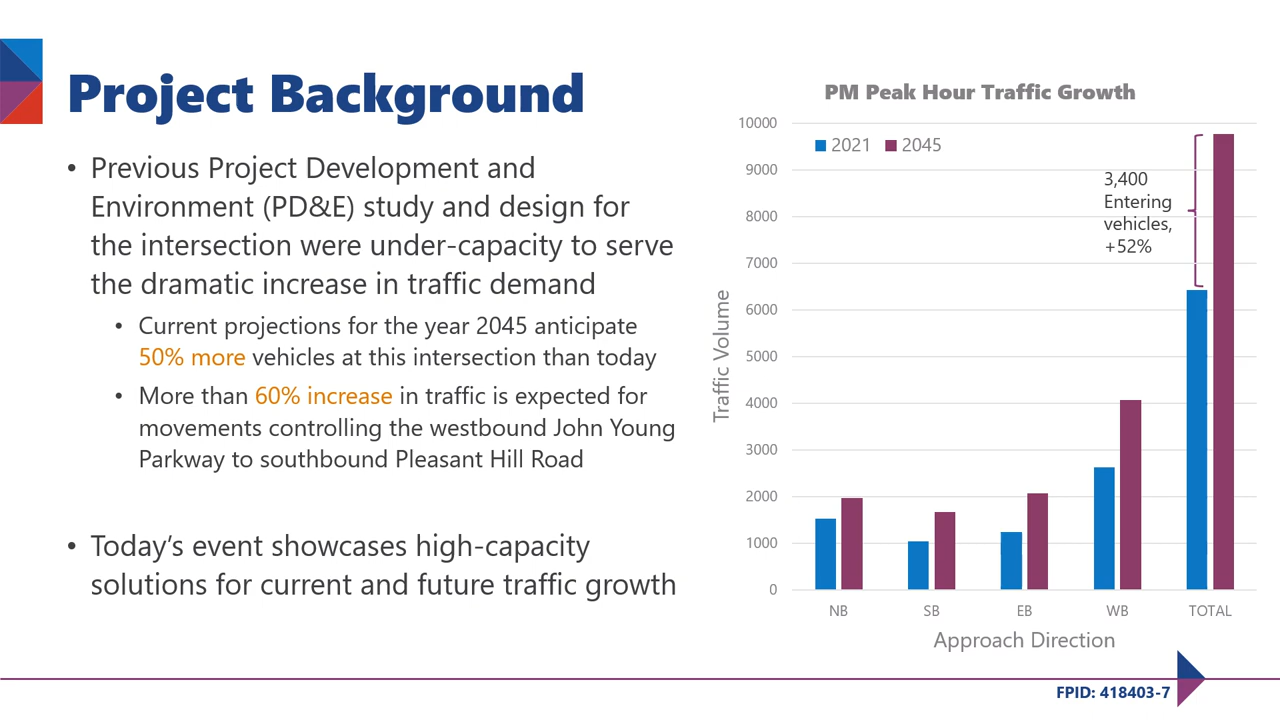 Project Background
• Previous Project Development and
Environment (PD&E) study and design for
the intersection were under-capacity to serve
the dramatic increase in traffic demand
• Current projections for the year 2045 anticipate
50% more vehicles at this intersection than today
• More than 60% increase in traffic is expected for
movements controlling the westbound John Young
Parkway to southbound Pleasant Hill Road
• Today’s event showcases high-capacity
solutions for current and future traffic growth
PM Peak Hour Traffic Growth
2021 2045
10000
9000
8000
7000
6000
5000
4000
3000
2000
1000
0
Traffic Volume
3,400
Entering
vehicles,
+52%
NB SB EB WB TOTAL
Approach Direction
FPID: 418403-7